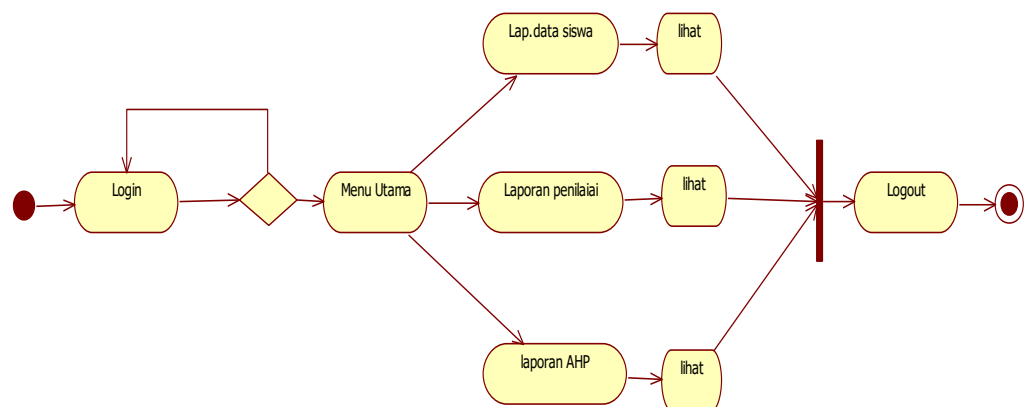 Lap.data siswa
lihat
Login
Menu Utama
Laporan penilaiai
lihat
Logout
laporan AHP
lihat